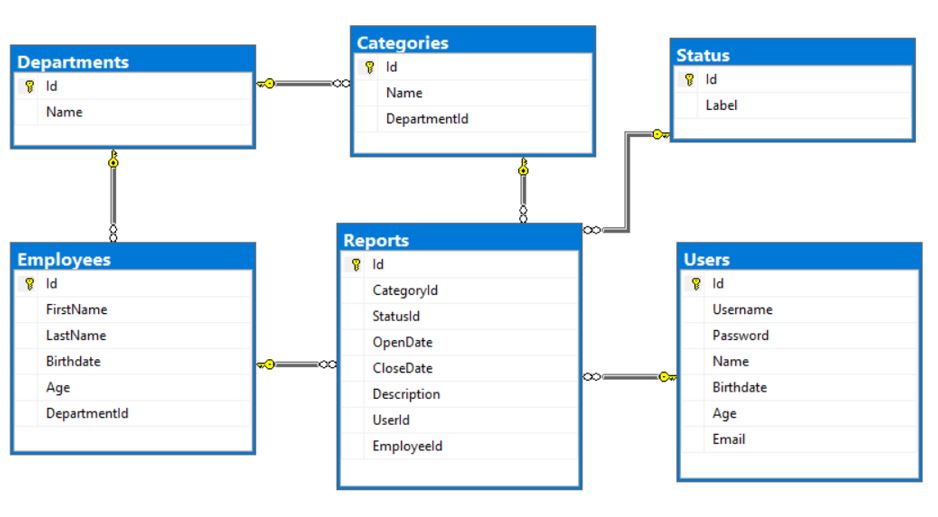 Departments
Id
Name
Categories
Id
Name
DepartmentId
Status
Id
Label
Employees
Id
FirstName
LastName
Birthdate
Age
DepartmentId
Reports
Id
CategoryId
StatusId
OpenDate
CloseDate
Description
UserId
EmployeeId
Users
Id
Username
Password
Name
Birthdate
Age
Email